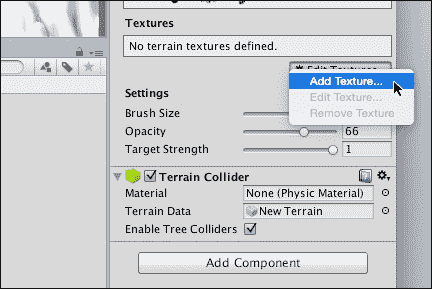 Textures
No terrain textures defined.
Edit Textures...
Add Texture...
Edit Texture...
Remove Texture
Settings
Brush Size
Opacity 66
Target Strength 1
Terrain Collider
Material None (Physic Material)
Terrain Data New Terrain
Enable Tree Colliders
Add Component